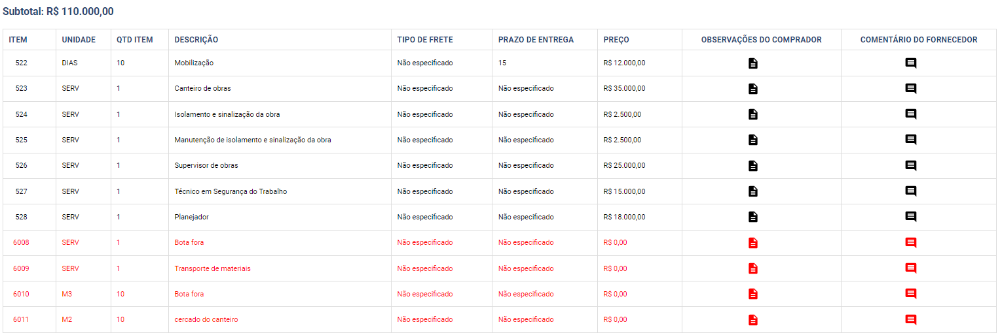 Subtotal: R$ 110.000,00
ITEM UNIDADE QTD ITEM DESCRIÇÃO TIPO DE FRETE PRAZO DE ENTREGA PREÇO OBSERVAÇÕES DO COMPRADOR COMENTÁRIO DO FORNECEDOR
522 DIAS 10 Mobilização Não especificado 15 R$ 12.000,00
523 SERV 1 Canteiro de obras Não especificado Não especificado R$ 35.000,00
524 SERV 1 Isolamento e sinalização da obra Não especificado Não especificado R$ 2.500,00
525 SERV 1 Manutenção de isolamento e sinalização da obra Não especificado Não especificado R$ 2.500,00
526 SERV 1 Supervisor de obras Não especificado Não especificado R$ 25.000,00
527 SERV 1 Técnico em Segurança do Trabalho Não especificado Não especificado R$ 15.000,00
528 SERV 1 Planejador Não especificado Não especificado R$ 18.000,00
6008 SERV 1 Bota fora Não especificado Não especificado R$ 0,00
6009 SERV 1 Transporte de materiais Não especificado Não especificado R$ 0,00
6010 M3 10 Bota fora Não especificado Não especificado R$ 0,00
6011 M2 10 cercado do canteiro Não especificado Não especificado R$ 0,00